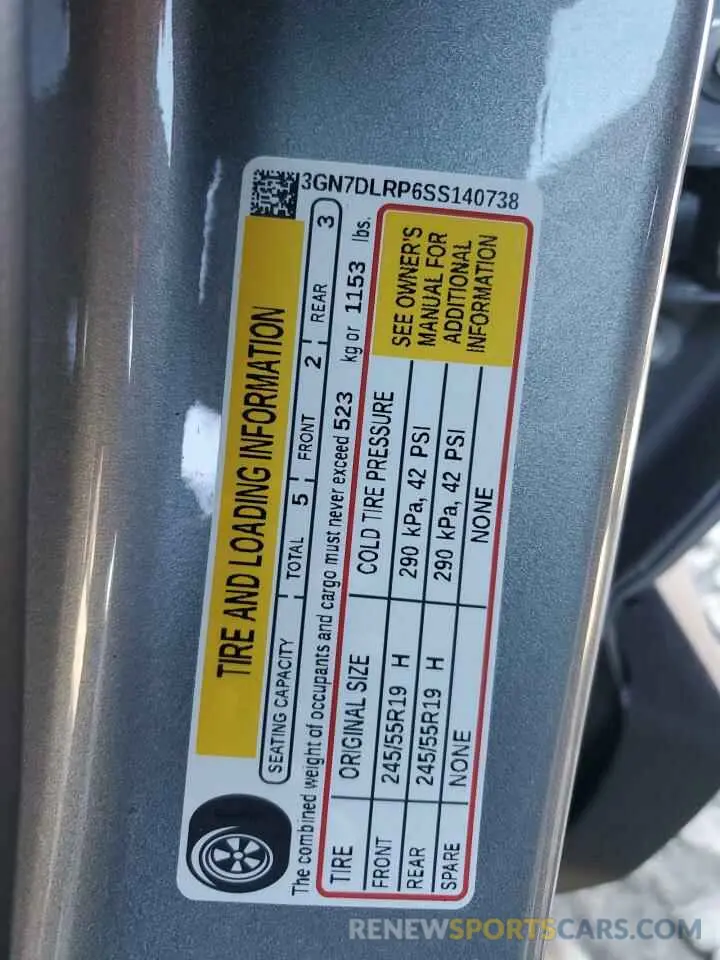 3GN7DLRP6SS140738
TIRE AND LOADING INFORMATION
SEATING CAPACITY TOTAL 5 FRONT 2 REAR 3
The combined weight of occupants and cargo must never exceed 523 kg or 1153 lbs.
TIRE ORIGINAL SIZE COLD TIRE PRESSURE
FRONT 245/55R19 H 290 kPa, 42 PSI
REAR 245/55R19 H 290 kPa, 42 PSI
SPARE NONE NONE
SEE OWNER'S
MANUAL FOR
ADDITIONAL
INFORMATION
RENEWSPORTSCARS.COM